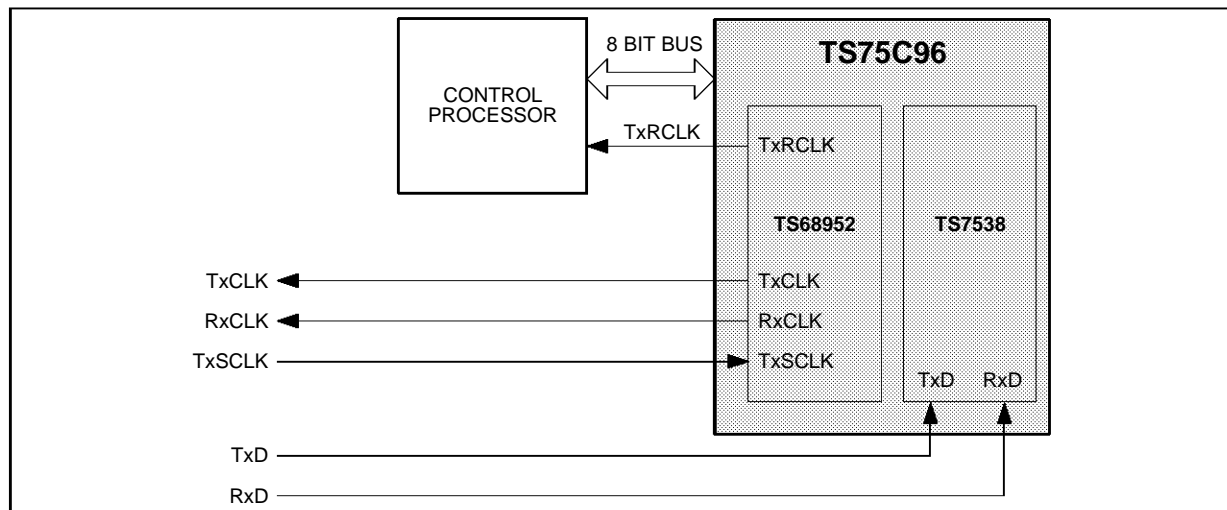 8 BIT BUS
TS75C96
CONTROL
PROCESSOR
TxRCLK
TxRCLK
TS68952
TS7538
TxCLK
TxCLK
RxCLK
RxCLK
TxSCLK
TxSCLK
TxD
RxD
TxD
RxD